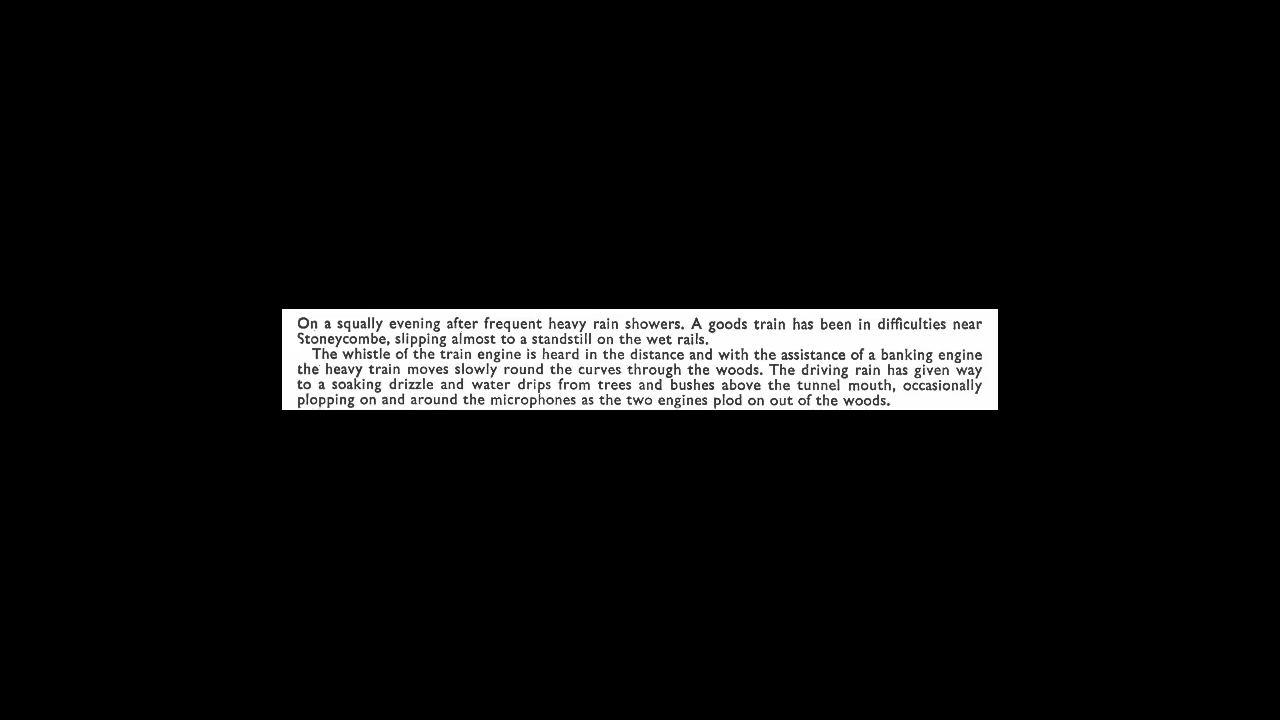 On a squally evening after frequent heavy rain showers. A goods train has been in difficulties near
Stoneycombe, slipping almost to a standstill on the wet rails.
The whistle of the train engine is heard in the distance and with the assistance of a banking engine
the heavy train moves slowly round the curves through the woods. The driving rain has given way
to a soaking drizzle and water drips from trees and bushes above the tunnel mouth, occasionally
plopping on and around the microphones as the two engines plod on out of the woods.